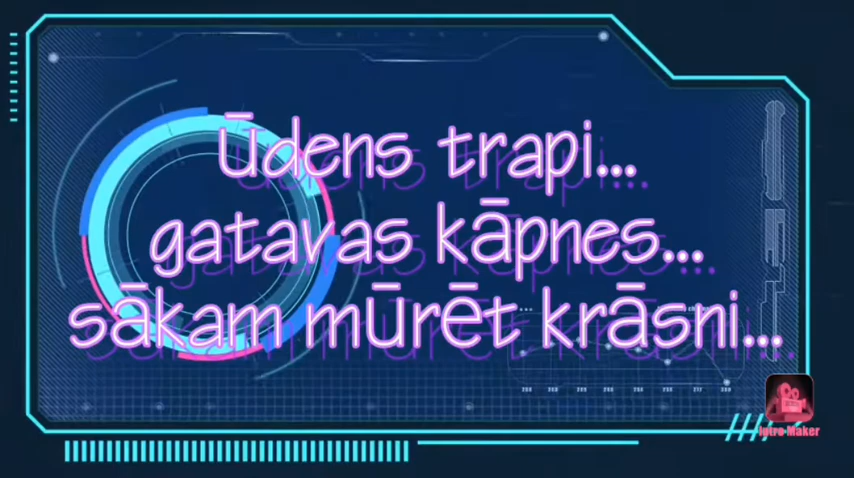 Ūdens trapi...
gatavas kāpnes...
sākam mūrēt krāsni...
Intro Maker